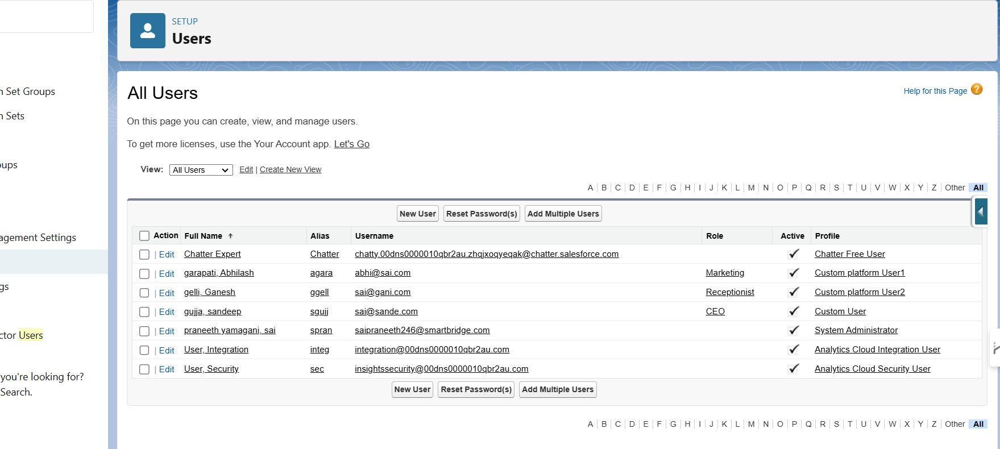 SETUP
Users
n Set Groups
n Sets
oups
agement Settings
gs
ctor Users
you're looking for?
Search.
All Users
Help for this Page ?
On this page you can create, view, and manage users.
To get more licenses, use the Your Account app. Let's Go
View: All Users Edit | Create New View
A B C D E F G H I J K L M N O P Q R S T U V W X Y Z Other All
New User Reset Password(s) Add Multiple Users
Action Full Name ↑ Alias Username Role Active Profile
| Edit Chatter Expert Chatter chatty.00dns0000010qbr2au.zhqjxoqyeqak@chatter.salesforce.com Chatter Free User
| Edit garapati, Abhilash agara abhi@sai.com Marketing Custom platform User1
| Edit gelli, Ganesh ggell sai@gani.com Receptionist Custom platform User2
| Edit gujja, sandeep sgujj sai@sande.com CEO Custom User
| Edit praneeth yamagani, sai spran saipraneeth246@smartbridge.com System Administrator
| Edit User, Integration integ integration@00dns0000010qbr2au.com Analytics Cloud Integration User
| Edit User, Security sec insightssecurity@00dns0000010qbr2au.com Analytics Cloud Security User
New User Reset Password(s) Add Multiple Users
A B C D E F G H I J K L M N O P Q R S T U V W X Y Z Other All